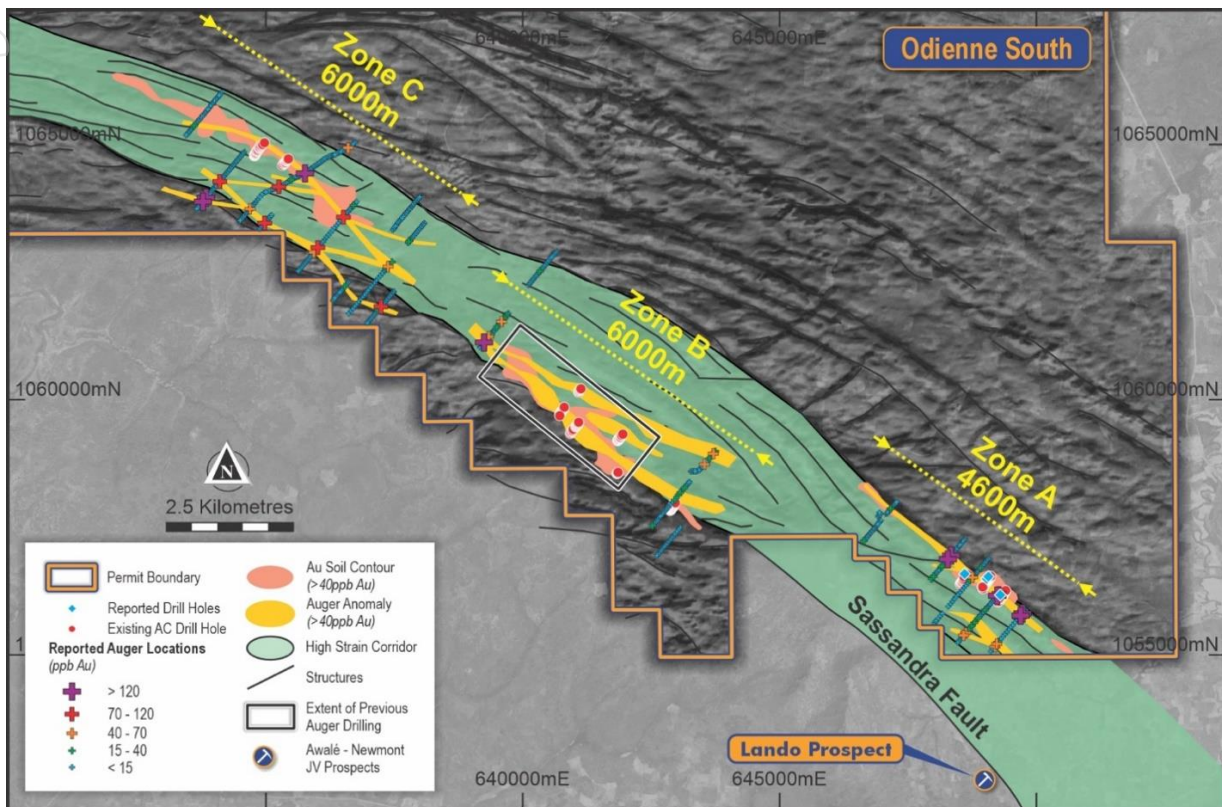 640000mE
645000mE
Odienne South
Zone C
6000m
1065000mN
1065000mN
Zone B
6000m
1060000mN
1060000mN
Zone A
4600m
N
2.5 Kilometres
Permit Boundary
Reported Drill Holes
Existing AC Drill Hole
Reported Auger Locations
(ppb Au)
> 120
70 - 120
40 - 70
15 - 40
< 15
Au Soil Contour
(>40ppb Au)
Auger Anomaly
(>40ppb Au)
High Strain Corridor
Structures
Extent of Previous
Auger Drilling
Awalé - Newmont
JV Prospects
Sassandra Fault
1055000mN
Lando Prospect
640000mE
645000mE